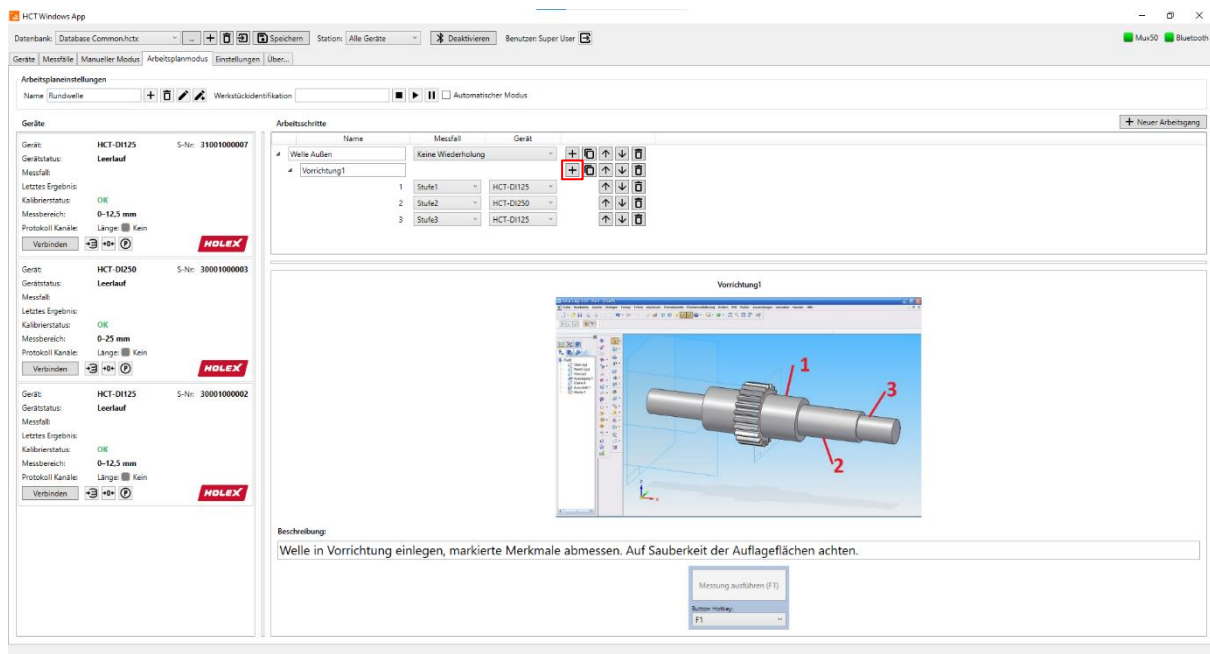 HCT Windows App
Datenbank: Database Common.hctx ... Speichern Station: Alle Geräte Deaktivieren Benutzer: Super User Mux50 Bluetooth
Geräte Messfälle Manueller Modus Arbeitsplanmodus Einstellungen Über...
Arbeitsplaneinstellungen
Name Rundwelle Werkstückidentifikation Automatischer Modus
Geräte
Gerät: HCT-DI125 S-Nr: 31001000007
Gerätstatus: Leerlauf
Messfall:
Letztes Ergebnis:
Kalibrierstatus: OK
Messbereich: 0–12,5 mm
Protokoll Kanäle: Länge: Kein
Verbinden HOLEX
Gerät: HCT-DI250 S-Nr: 30001000003
Gerätstatus: Leerlauf
Messfall:
Letztes Ergebnis:
Kalibrierstatus: OK
Messbereich: 0–25 mm
Protokoll Kanäle: Länge: Kein
Verbinden HOLEX
Gerät: HCT-DI125 S-Nr: 30001000002
Gerätstatus: Leerlauf
Messfall:
Letztes Ergebnis:
Kalibrierstatus: OK
Messbereich: 0–12,5 mm
Protokoll Kanäle: Länge: Kein
Verbinden HOLEX
Arbeitsschritte
+ Neuer Arbeitsgang
Name Messfall Gerät
Welle Außen Keine Wiederholung
Vorrichtung1
1 Stufe1 HCT-DI125
2 Stufe2 HCT-DI250
3 Stufe3 HCT-DI125
Vorrichtung1
1
3
2
Beschreibung:
Welle in Vorrichtung einlegen, markierte Merkmale abmessen. Auf Sauberkeit der Auflageflächen achten.
Messung ausführen (F1)
Button Hotkey:
F1